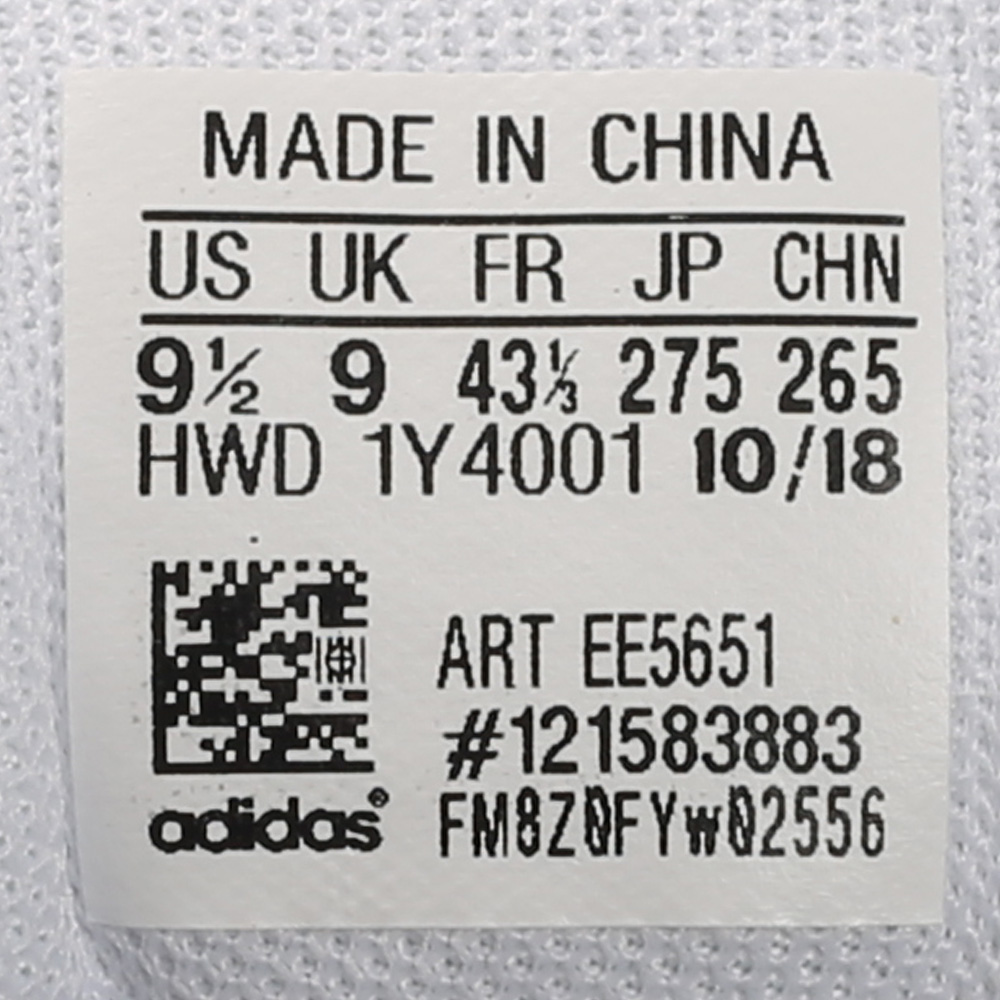 MADE IN CHINA
US UK FR JP CHN
9½ 9 43⅓ 275 265
HWD 1Y4001 10/18
ART EE5651
#121583883
adidas® FM8Z0FYw02556